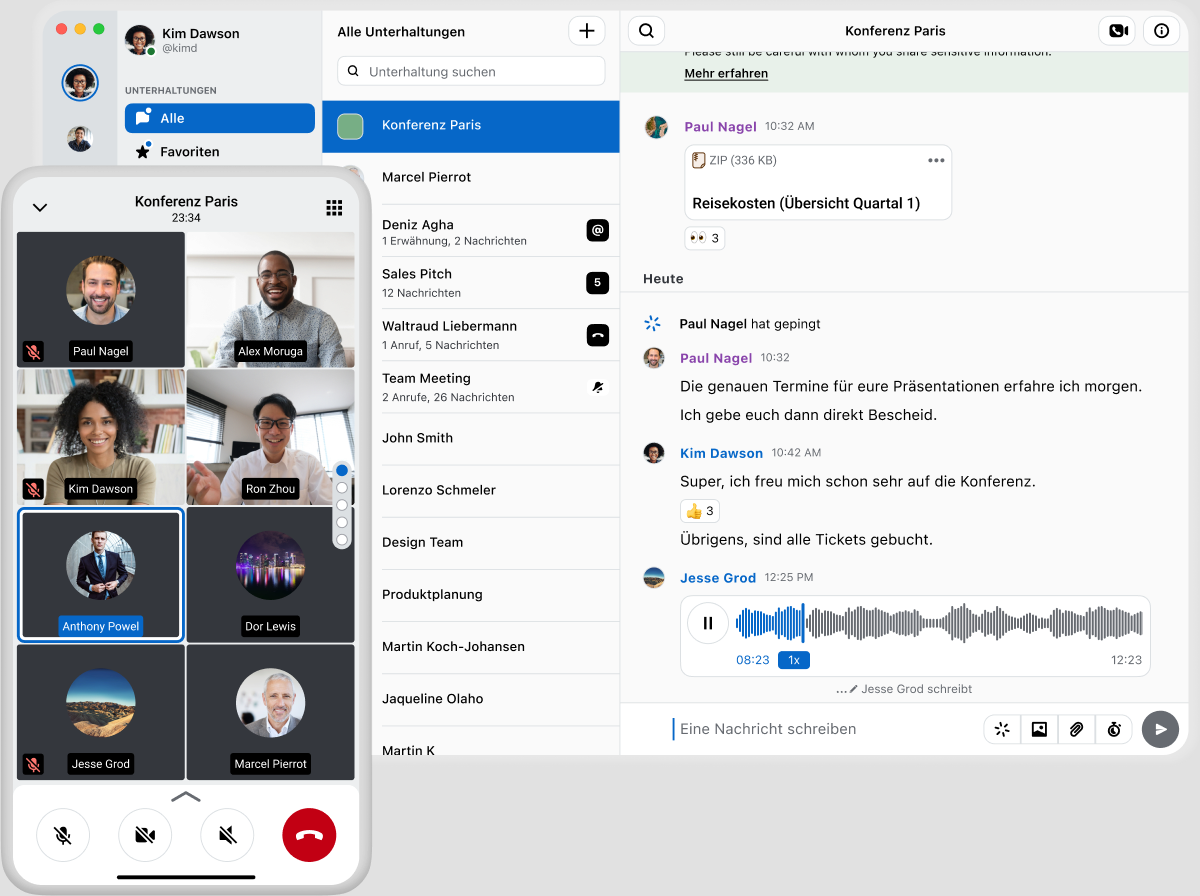 Kim Dawson
@kimd
UNTERHALTUNGEN
Alle
Favoriten
Alle Unterhaltungen
Unterhaltung suchen
Konferenz Paris
Marcel Pierrot
Deniz Agha
1 Erwähnung, 2 Nachrichten
@
Sales Pitch
12 Nachrichten
5
Waltraud Liebermann
1 Anruf, 5 Nachrichten
Team Meeting
2 Anrufe, 26 Nachrichten
John Smith
Lorenzo Schmeler
Design Team
Produktplanung
Martin Koch-Johansen
Jaqueline Olaho
Martin K
Konferenz Paris
Please still be careful with whom you share sensitive information.
Mehr erfahren
Paul Nagel 10:32 AM
ZIP (336 KB)
Reisekosten (Übersicht Quartal 1)
3
Heute
Paul Nagel hat gepingt
Paul Nagel 10:32
Die genauen Termine für eure Präsentationen erfahre ich morgen.
Ich gebe euch dann direkt Bescheid.
Kim Dawson 10:42 AM
Super, ich freu mich schon sehr auf die Konferenz.
3
Übrigens, sind alle Tickets gebucht.
Jesse Grod 12:25 PM
08:23 1x 12:23
... Jesse Grod schreibt
Eine Nachricht schreiben
Konferenz Paris
23:34
Paul Nagel
Alex Moruga
Kim Dawson
Ron Zhou
Anthony Powel
Dor Lewis
Jesse Grod
Marcel Pierrot